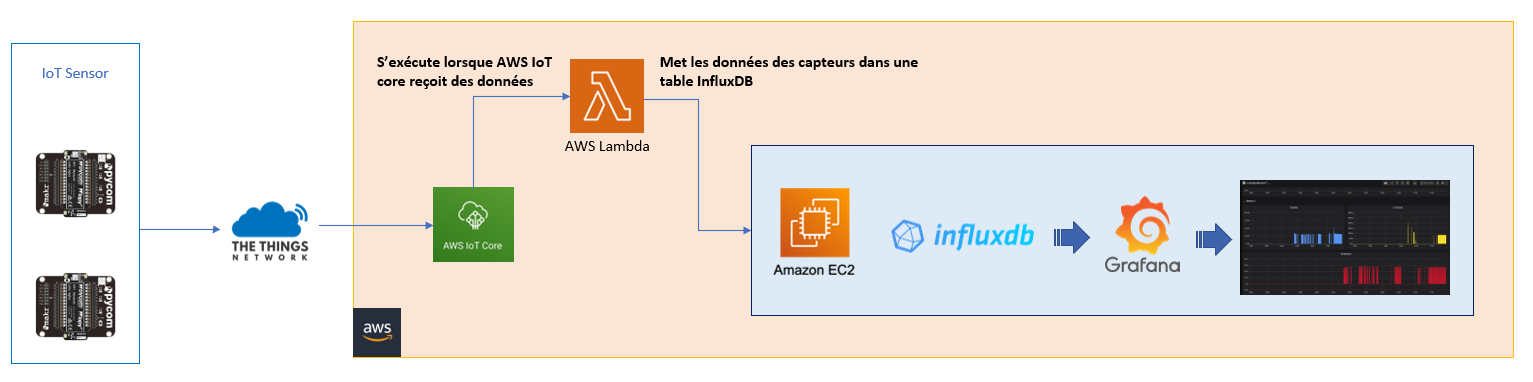 IoT Sensor
pycom
pycom
THE THINGS
NETWORK
S’exécute lorsque AWS IoT
core reçoit des données
AWS IoT Core
AWS Lambda
Met les données des capteurs dans une
table InfluxDB
aws
Amazon EC2
influxdb
Grafana